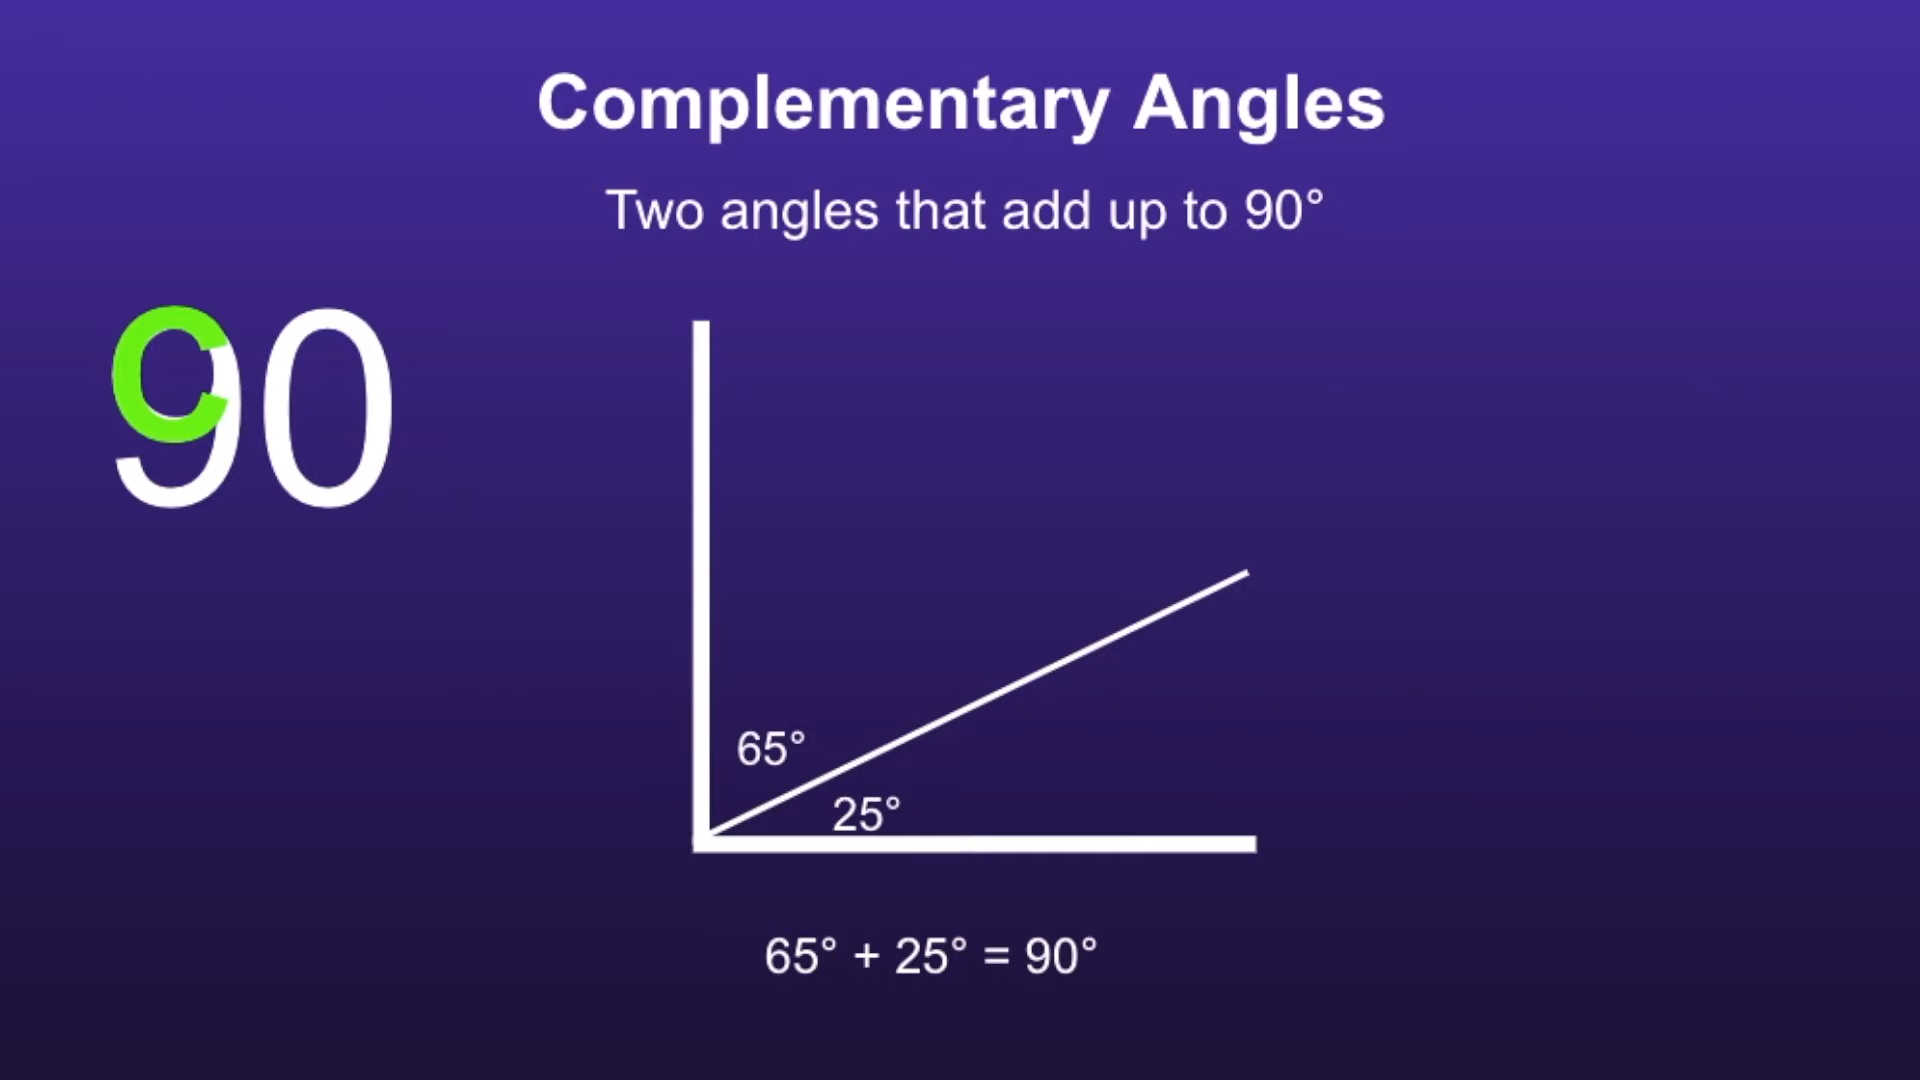 Complementary Angles
Two angles that add up to 90°
90
65°
25°
65° + 25° = 90°